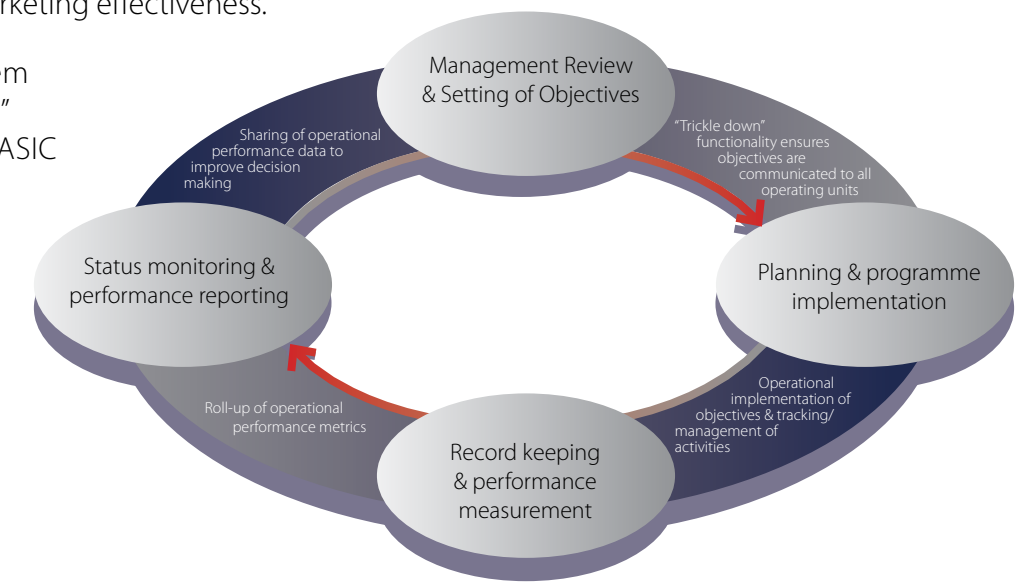 rketing effectiveness.
em
"
ASIC
Management Review
& Setting of Objectives
Sharing of operational
performance data to
improve decision
making
"Trickle down"
functionality ensures
objectives are
communicated to all
operating units
Status monitoring &
performance reporting
Planning & programme
implementation
Roll-up of operational
performance metrics
Operational
implementation of
objectives & tracking/
management of
activities
Record keeping
& performance
measurement